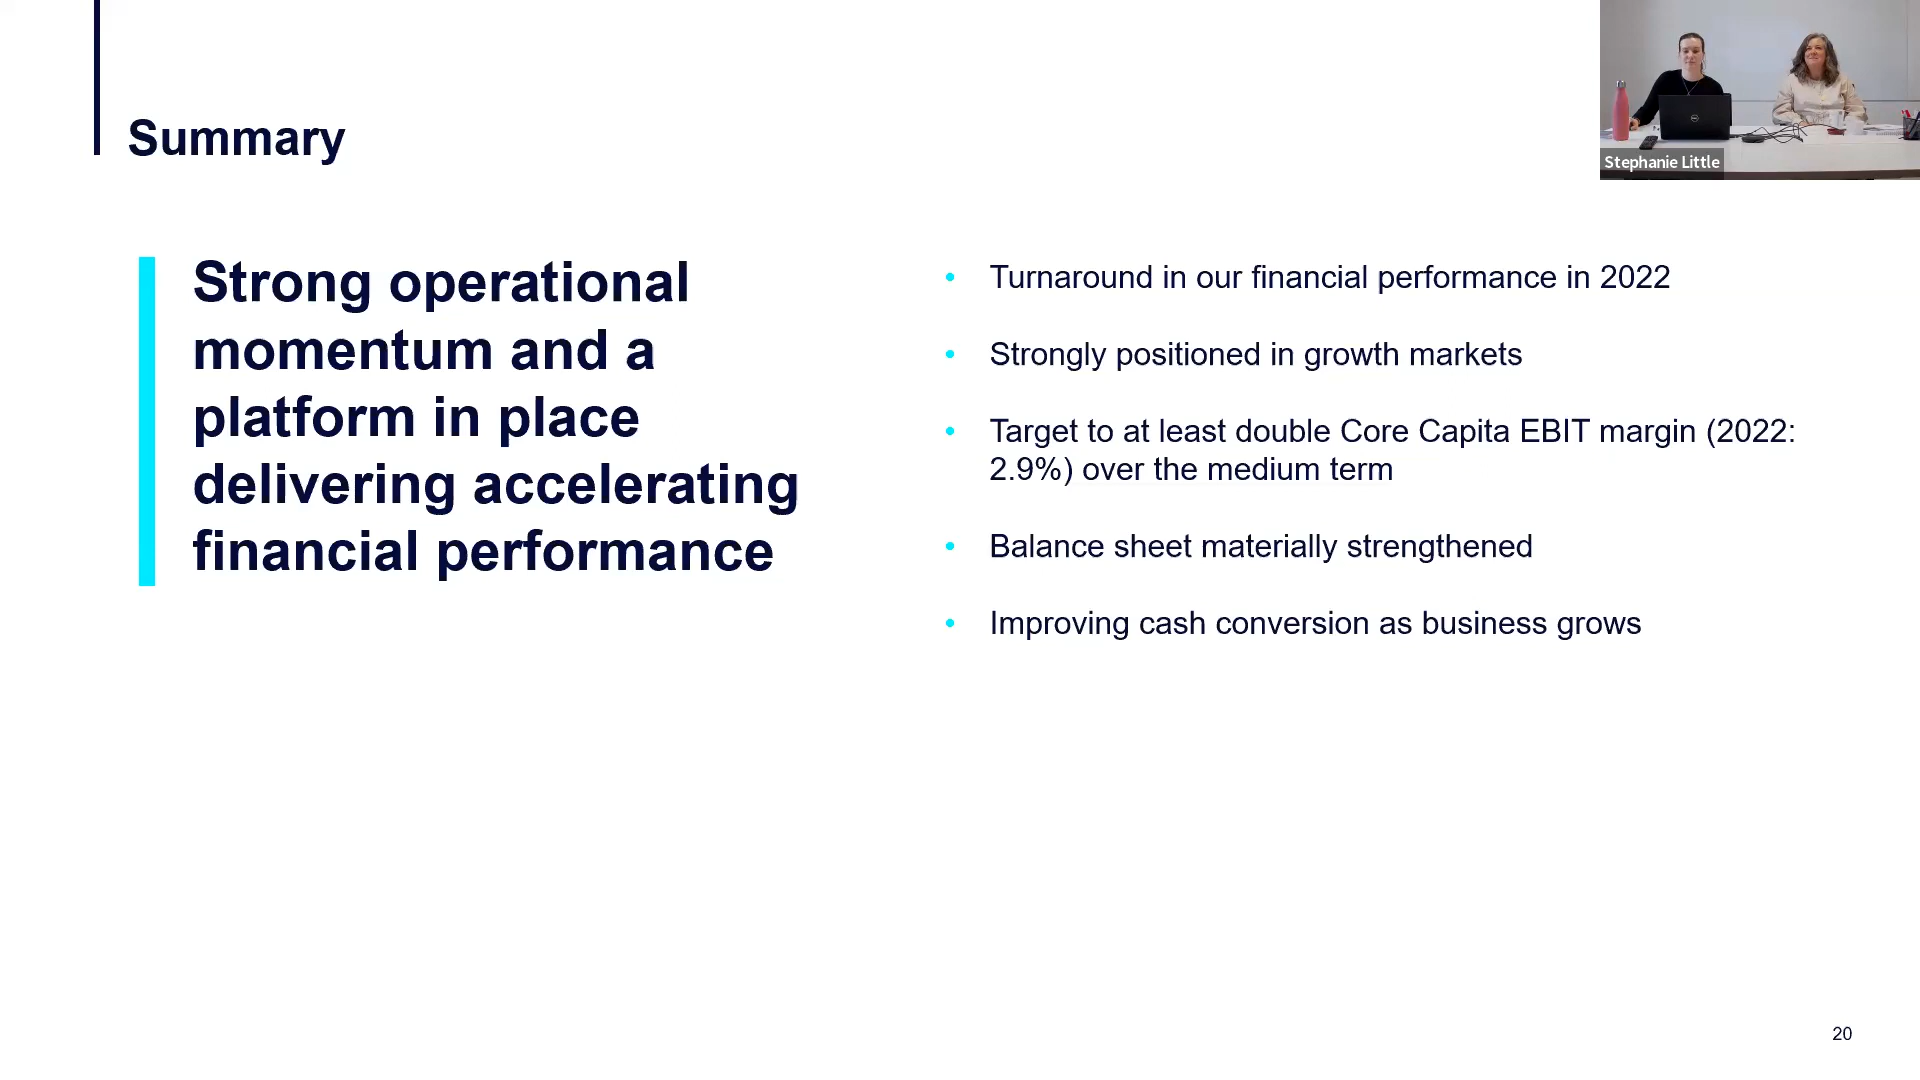 Summary
Stephanie Little
Strong operational
momentum and a
platform in place
delivering accelerating
financial performance
• Turnaround in our financial performance in 2022
• Strongly positioned in growth markets
• Target to at least double Core Capita EBIT margin (2022:
2.9%) over the medium term
• Balance sheet materially strengthened
• Improving cash conversion as business grows
20